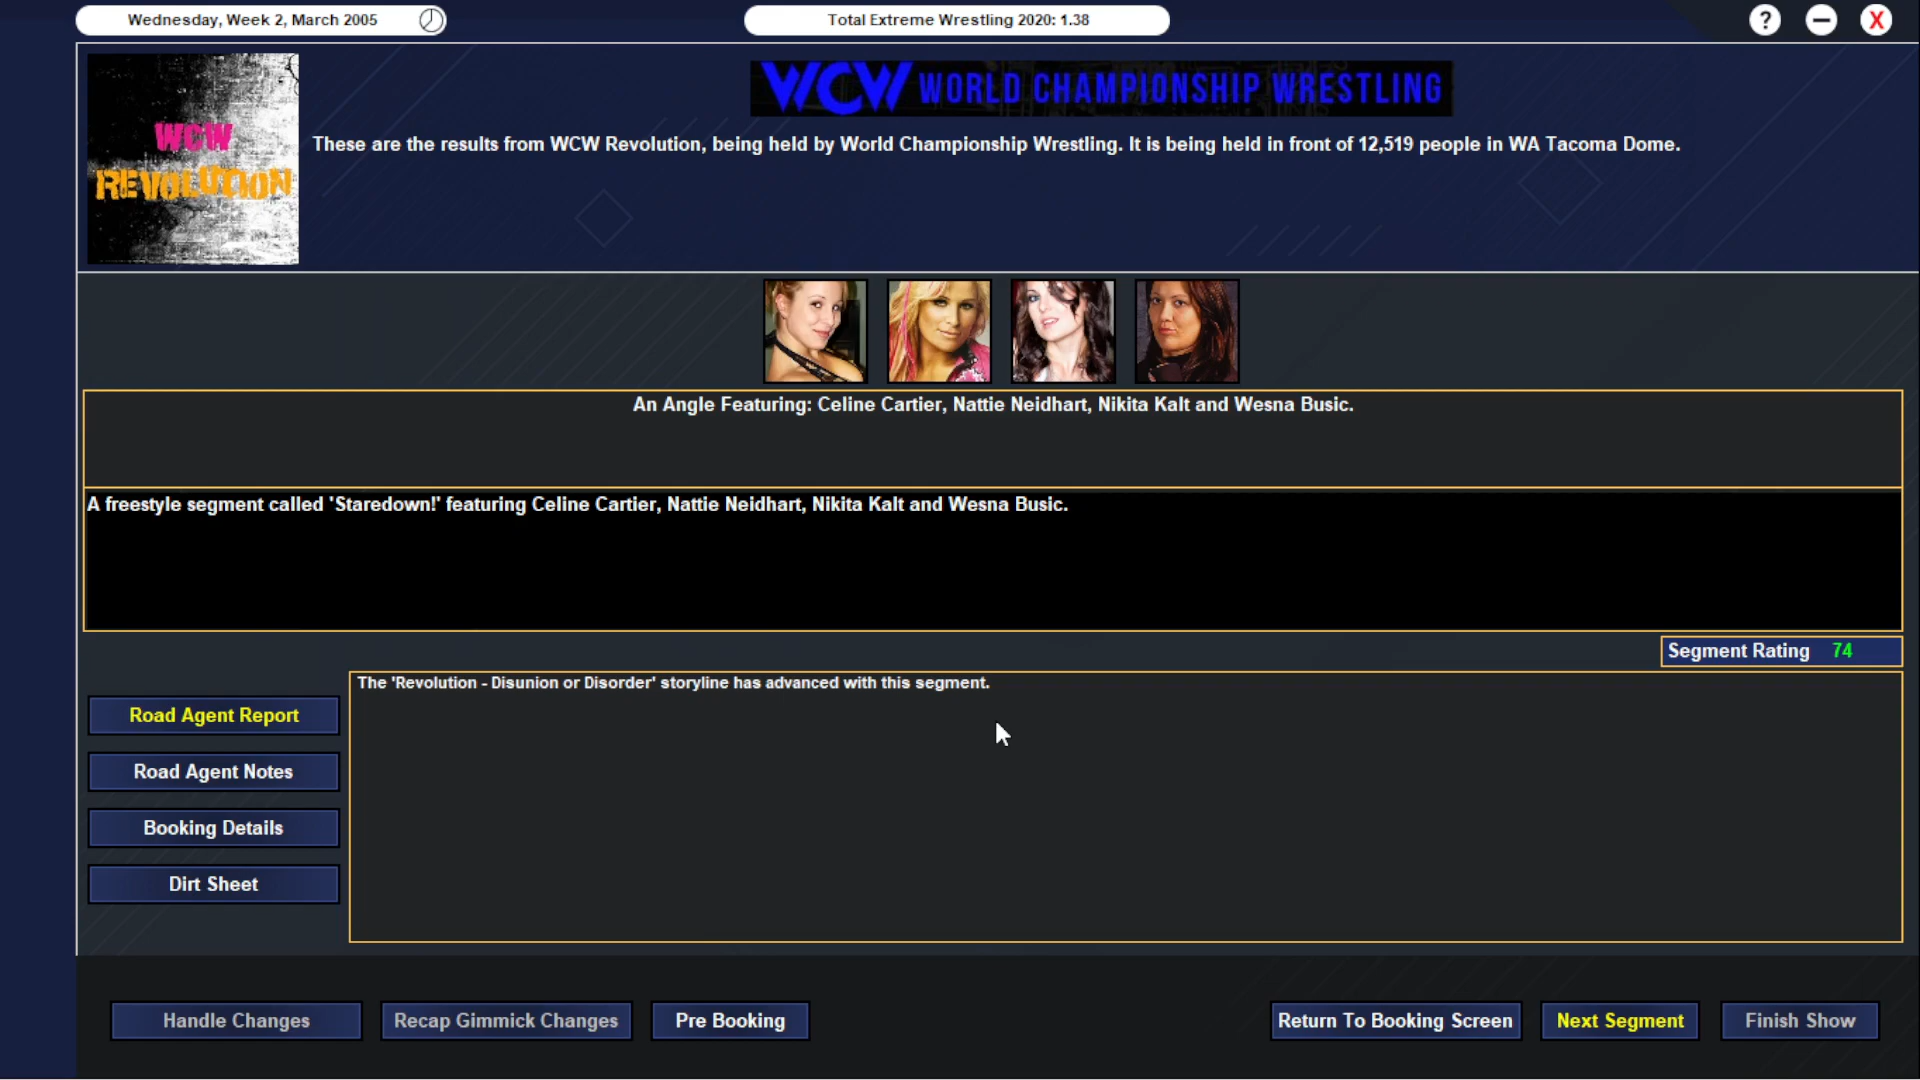 Wednesday, Week 2, March 2005
Total Extreme Wrestling 2020: 1.38
?
X
WCW WORLD CHAMPIONSHIP WRESTLING
WCW
REVOLUTION
These are the results from WCW Revolution, being held by World Championship Wrestling. It is being held in front of 12,519 people in WA Tacoma Dome.
An Angle Featuring: Celine Cartier, Nattie Neidhart, Nikita Kalt and Wesna Busic.
A freestyle segment called 'Staredown!' featuring Celine Cartier, Nattie Neidhart, Nikita Kalt and Wesna Busic.
Segment Rating 74
The 'Revolution - Disunion or Disorder' storyline has advanced with this segment.
Road Agent Report
Road Agent Notes
Booking Details
Dirt Sheet
Handle Changes
Recap Gimmick Changes
Pre Booking
Return To Booking Screen
Next Segment
Finish Show